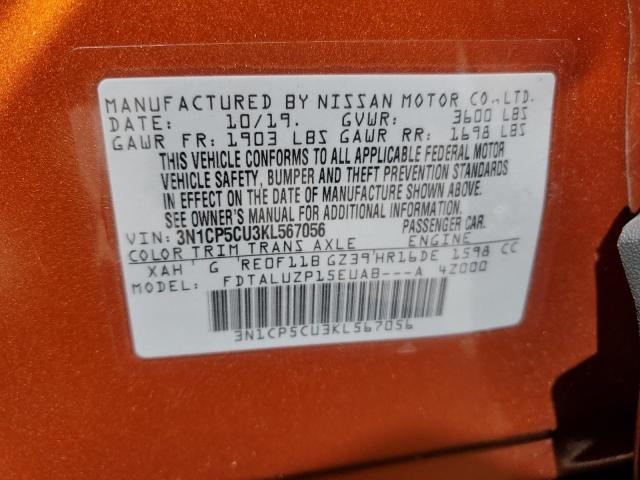 MANUFACTURED BY NISSAN MOTOR CO.,LTD.
DATE: 10/19. GVWR: 3600 LBS
GAWR FR: 1903 LBS GAWR RR: 1698 LBS
THIS VEHICLE CONFORMS TO ALL APPLICABLE FEDERAL MOTOR
VEHICLE SAFETY, BUMPER AND THEFT PREVENTION STANDARDS
IN EFFECT ON THE DATE OF MANUFACTURE SHOWN ABOVE.
SEE OWNER'S MANUAL FOR ADDITIONAL INFORMATION.
VIN: 3N1CP5CU3KL567056 PASSENGER CAR.
COLOR TRIM TRANS AXLE ENGINE
XAH G RE0F11B GZ39 HR16DE 1598 CC
MODEL FDTALUZP15EUAB---A 4Z000
3N1CP5CU3KL567056